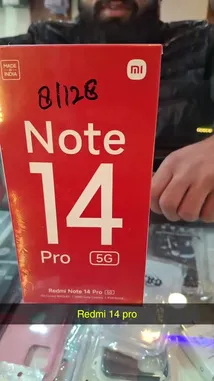 MADE IN INDIA
mi
8/128
Note
14
Pro 5G
Redmi Note 14 Pro 5G
Redmi 14 pro